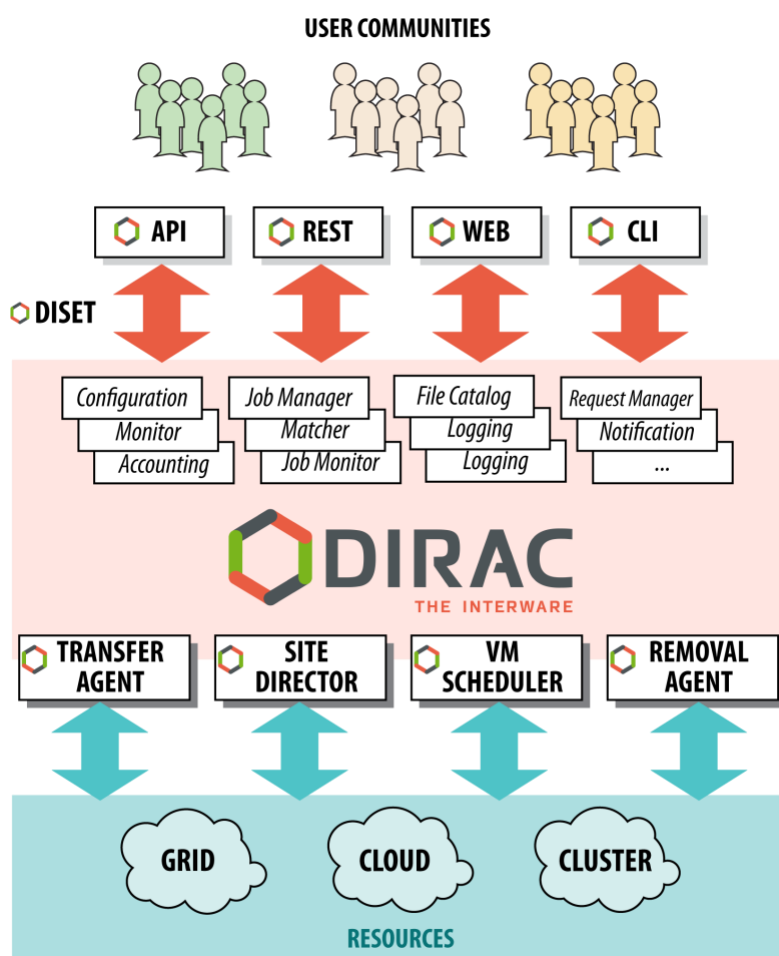 USER COMMUNITIES
API
REST
WEB
CLI
DISET
Configuration
Monitor
Accounting
Job Manager
Matcher
Job Monitor
File Catalog
Logging
Logging
Request Manager
Notification
...
DIRAC
THE INTERWARE
TRANSFER
AGENT
SITE
DIRECTOR
VM
SCHEDULER
REMOVAL
AGENT
GRID
CLOUD
CLUSTER
RESOURCES